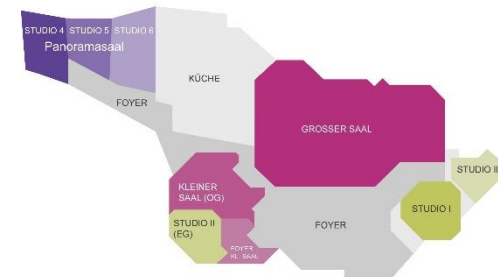 STUDIO 4
STUDIO 5
STUDIO 6
Panoramasaal
KÜCHE
FOYER
GROSSER SAAL
STUDIO II
KLEINER
SAAL (OG)
STUDIO I
STUDIO II
(EG)
FOYER
FOYER
KL. SAAL